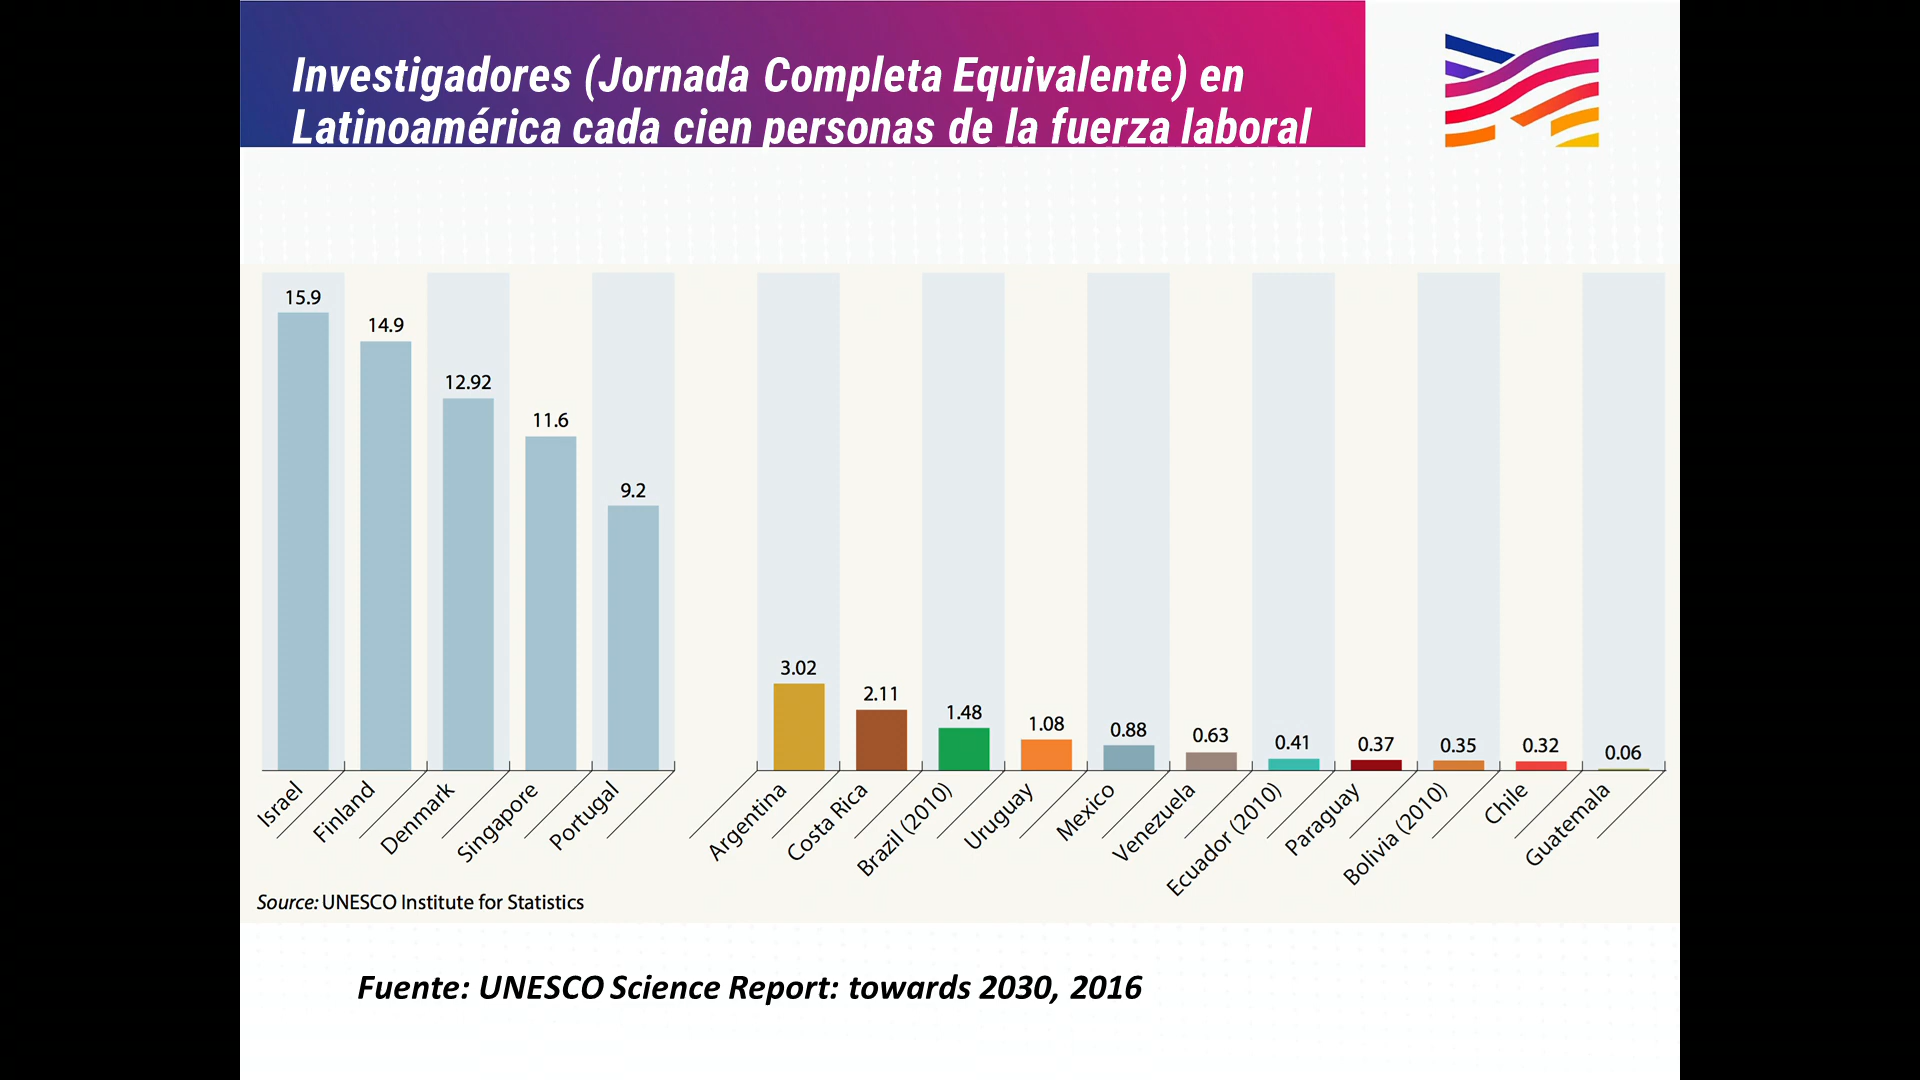 Investigadores (Jornada Completa Equivalente) en
Latinoamérica cada cien personas de la fuerza laboral
15.9
14.9
12.92
11.6
9.2
3.02
2.11
1.48
1.08
0.88
0.63
0.41
0.37
0.35
0.32
0.06
Israel
Finland
Denmark
Singapore
Portugal
Argentina
Costa Rica
Brazil (2010)
Uruguay
Mexico
Venezuela
Ecuador (2010)
Paraguay
Bolivia (2010)
Chile
Guatemala
Source: UNESCO Institute for Statistics
Fuente: UNESCO Science Report: towards 2030, 2016